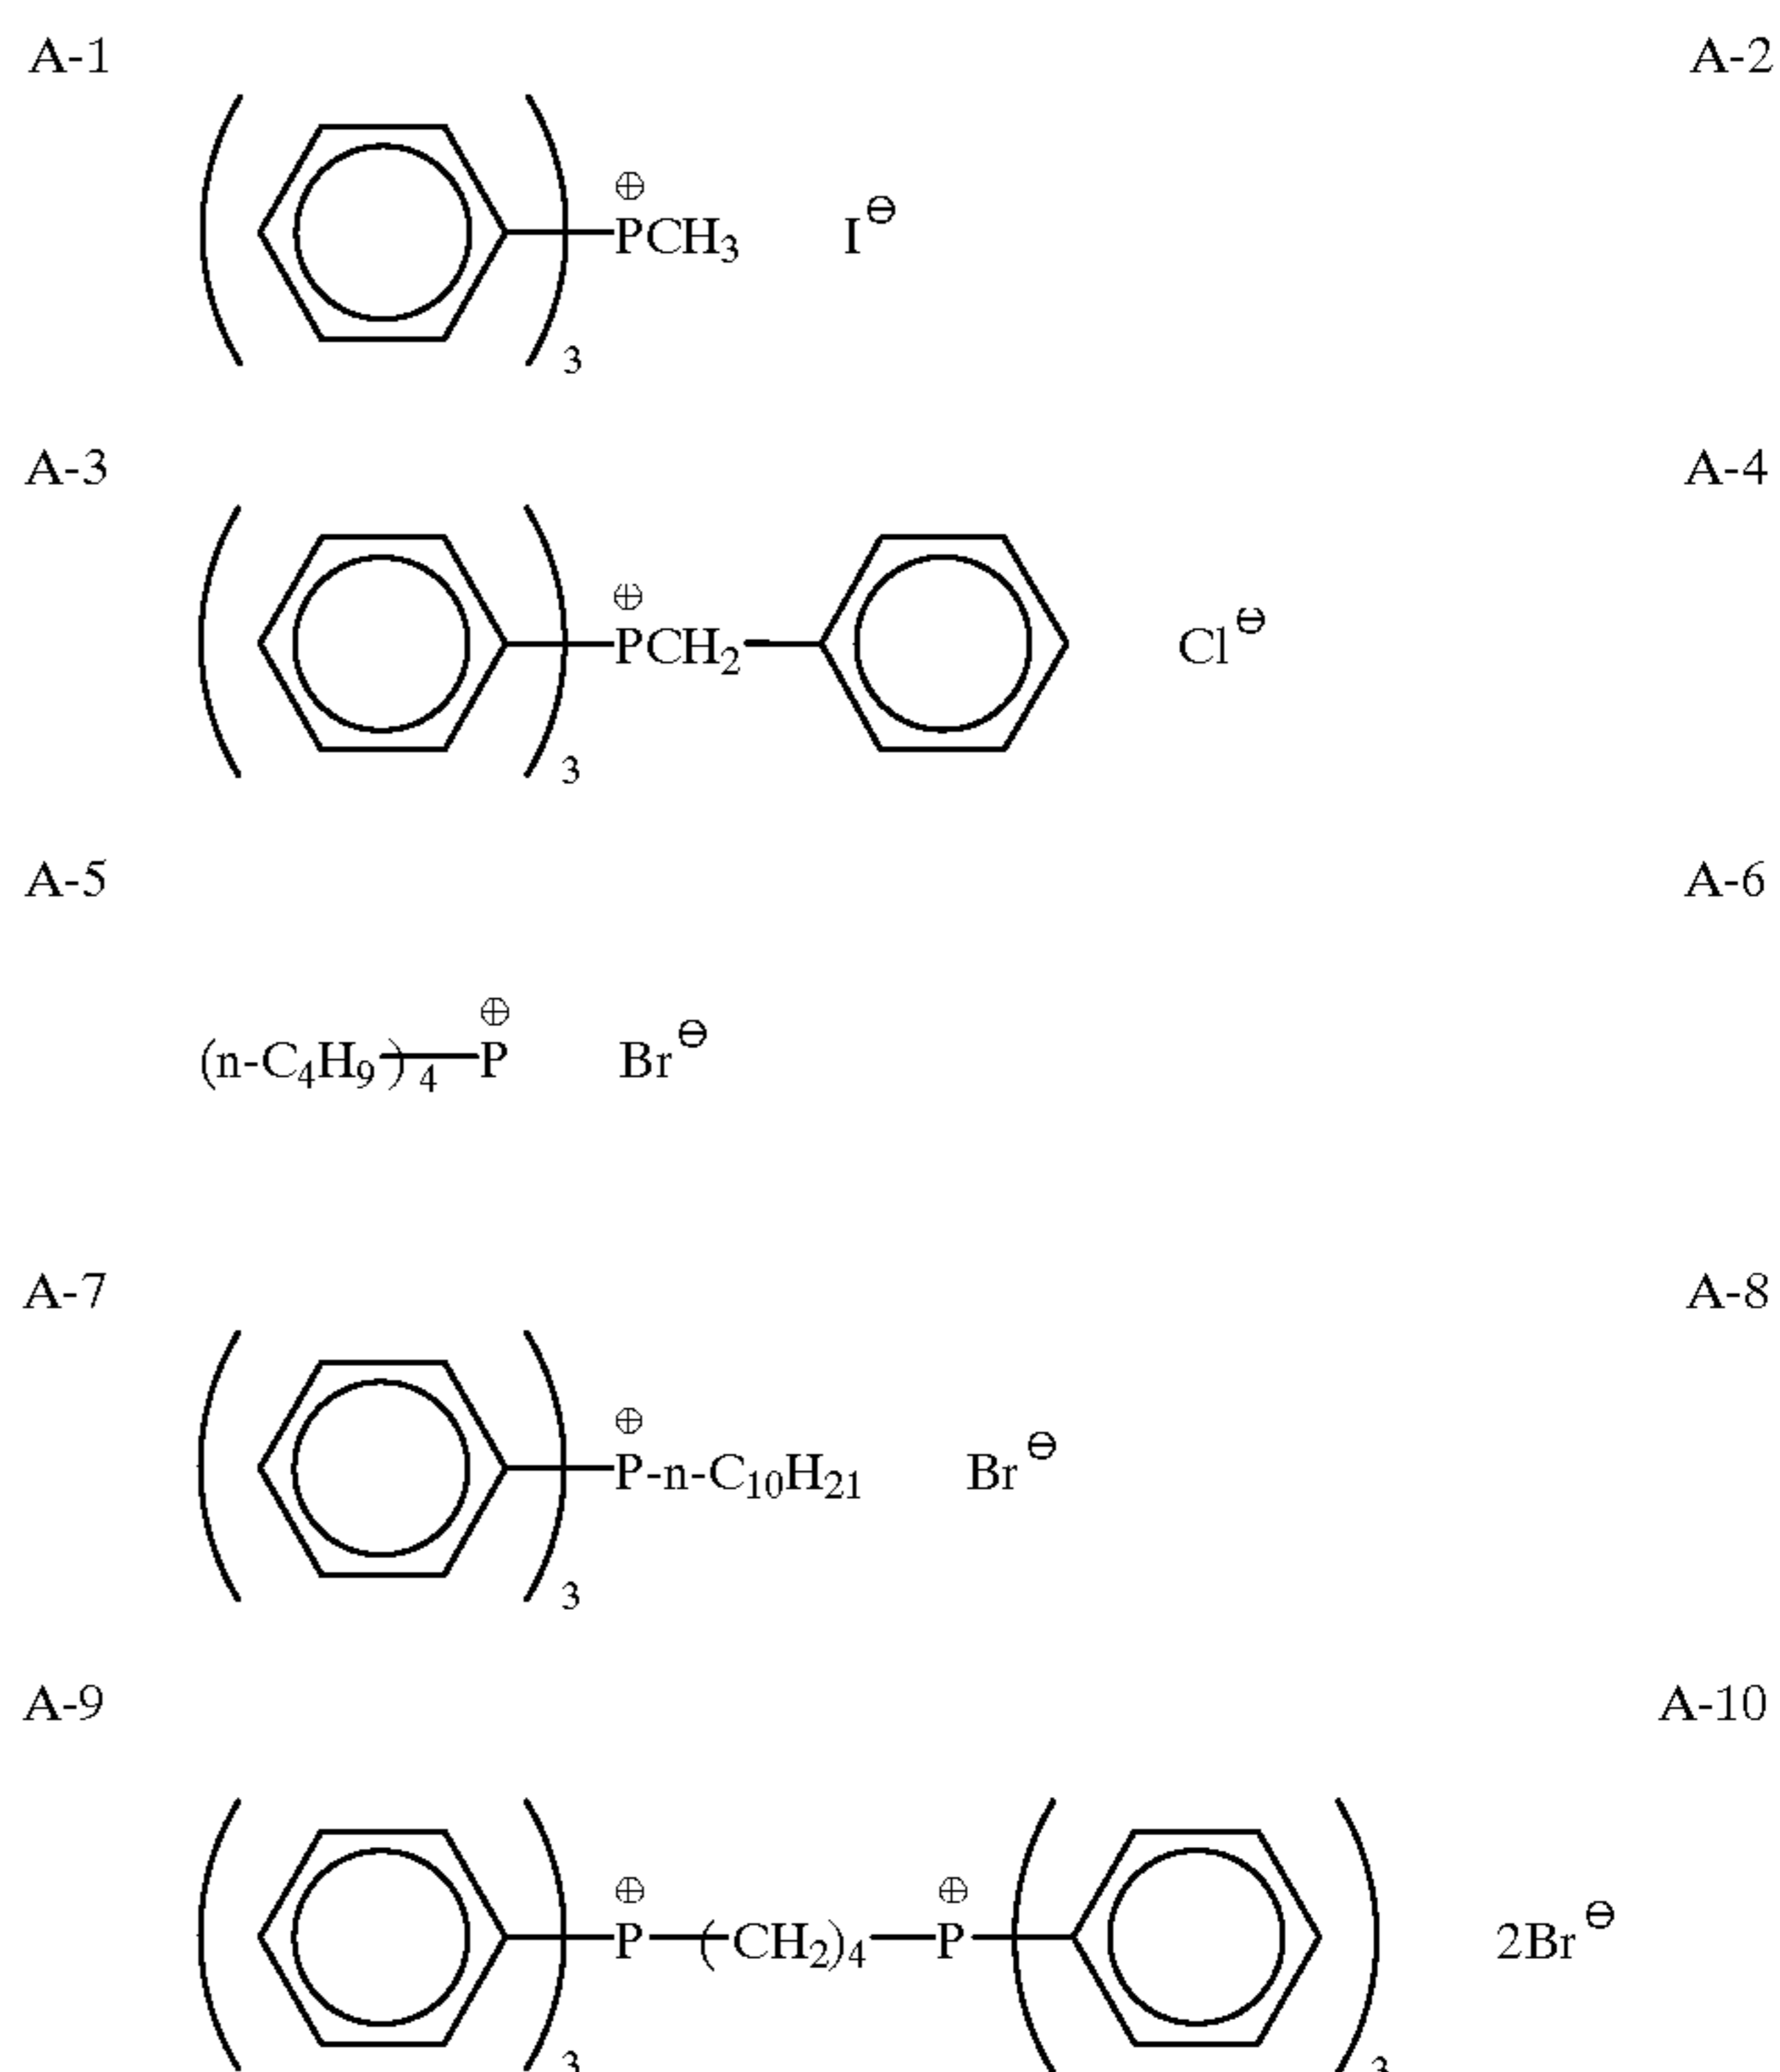 A-1 A-2
⊕
PCH3 I⊖
3
A-3 A-4
⊕
PCH2 Cl⊖
3
A-5 A-6
⊕
(n-C4H9)4 P Br⊖
A-7 A-8
⊕
P-n-C10H21 Br⊖
3
A-9 A-10
⊕ ⊕
P (CH2)4 P 2Br⊖
3 3